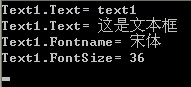 Text1.Text= text1
Text1.Text= 这是文本框
Text1.Fontname= 宋体
Text1.FontSize= 36